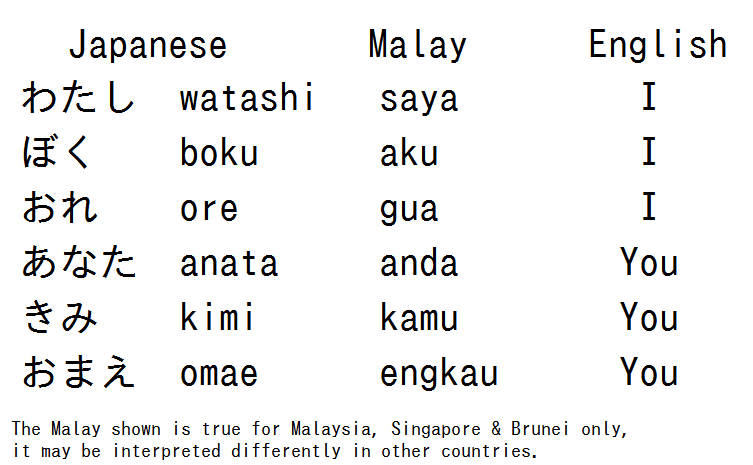 Japanese Malay English
わたし watashi saya I
ぼく boku aku I
おれ ore gua I
あなた anata anda You
きみ kimi kamu You
おまえ omae engkau You
The Malay shown is true for Malaysia, Singapore & Brunei only,
it may be interpreted differently in other countries.